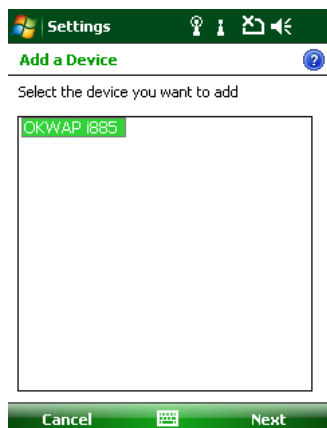 Settings
Add a Device
Select the device you want to add
OKWAP i885
Cancel Next